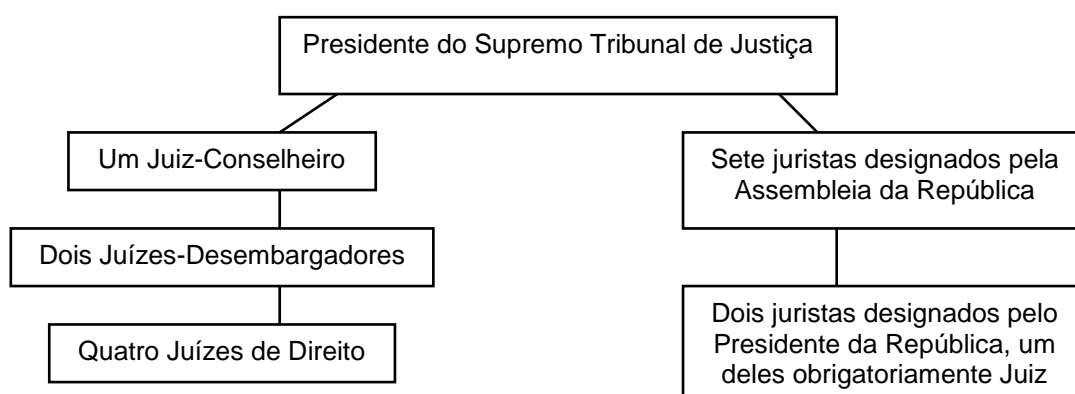 Presidente do Supremo Tribunal de Justiça
Um Juiz-Conselheiro
Dois Juízes-Desembargadores
Quatro Juízes de Direito
Sete juristas designados pela
Assembleia da República
Dois juristas designados pelo
Presidente da República, um
deles obrigatoriamente Juiz